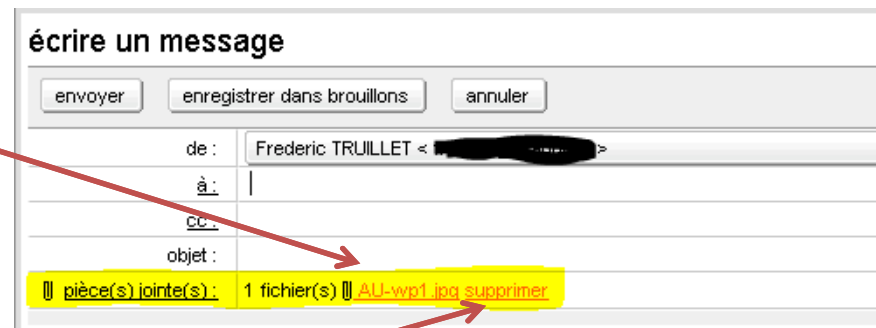 écrire un message
envoyer enregistrer dans brouillons annuler
de : Frederic TRUILLET < >
à :
cc :
objet :
pièce(s) jointe(s) : 1 fichier(s) AU-wp1.jpg supprimer